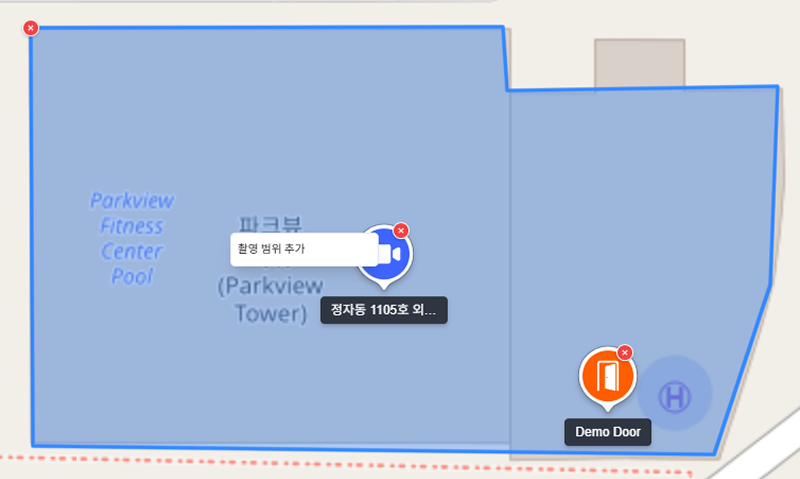 Parkview
Fitness
Center
Pool
파크뷰
촬영 범위 추가
(Parkview
Tower)
정자동 1105호 외...
H
Demo Door